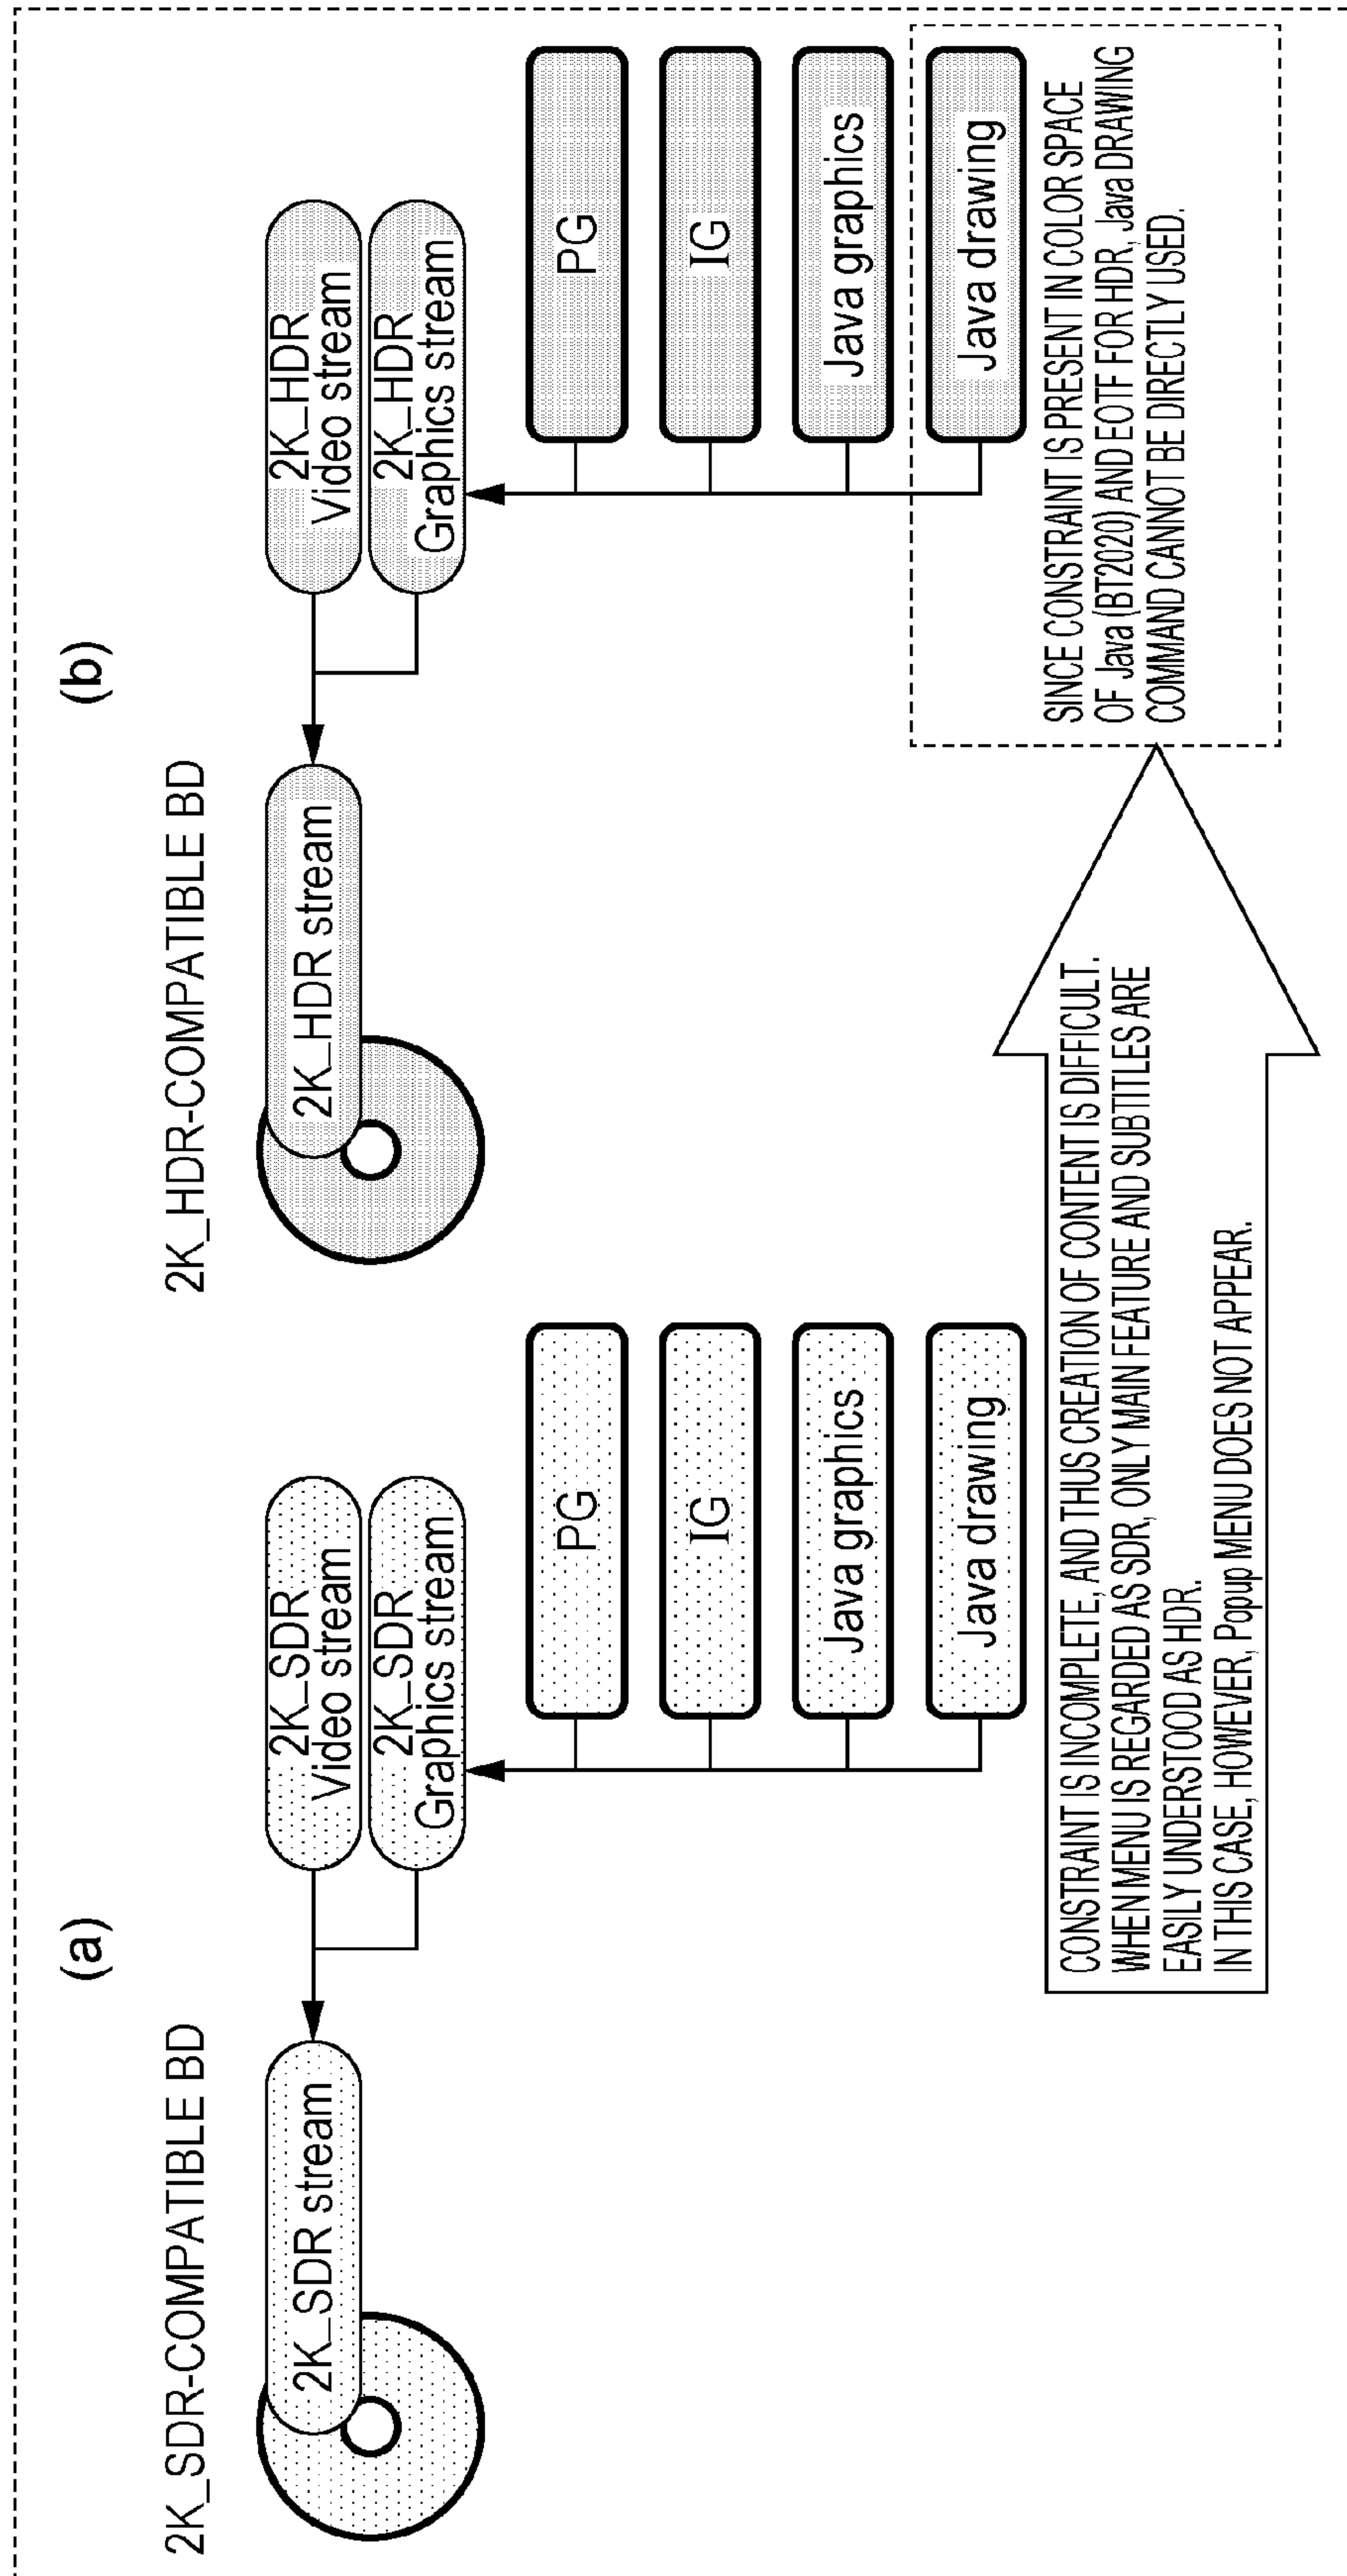 (a)
2K_SDR-COMPATIBLE BD
2K_SDR stream
2K_SDR
Video stream
2K_SDR
Graphics stream
PG
IG
Java graphics
Java drawing
CONSTRAINT IS INCOMPLETE, AND THUS CREATION OF CONTENT IS DIFFICULT.
WHEN MENU IS REGARDED AS SDR, ONLY MAIN FEATURE AND SUBTITLES ARE
EASILY UNDERSTOOD AS HDR.
IN THIS CASE, HOWEVER, Popup MENU DOES NOT APPEAR.
(b)
2K_HDR-COMPATIBLE BD
2K_HDR stream
2K_HDR
Video stream
2K_HDR
Graphics stream
PG
IG
Java graphics
Java drawing
SINCE CONSTRAINT IS PRESENT IN COLOR SPACE
OF Java (BT2020) AND EOTF FOR HDR, Java DRAWING
COMMAND CANNOT BE DIRECTLY USED.